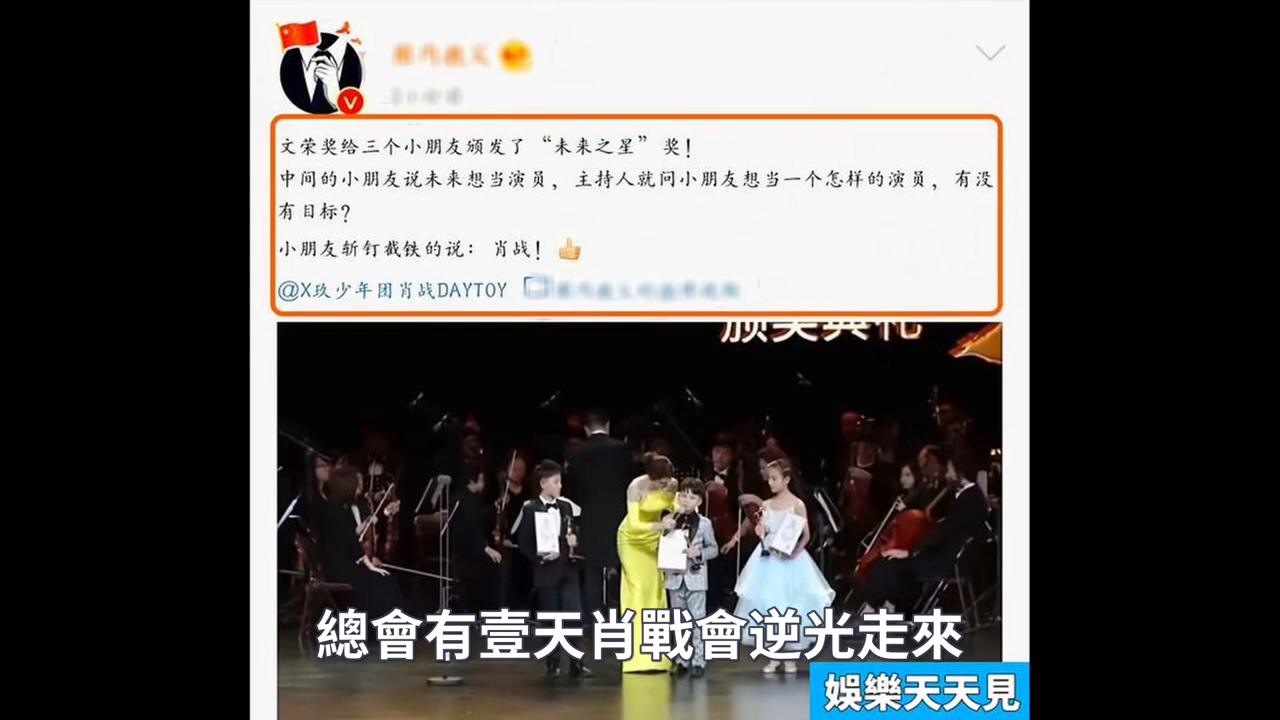 文荣奖给三个小朋友颁发了“未来之星”奖!
中间的小朋友说未来想当演员，主持人就问小朋友想当一个怎样的演员，有没
有目标?
小朋友斩钉截铁的说：肖战!
@X玖少年团肖战DAYTOY
颁奖典礼
總會有壹天肖戰會逆光走來
娛樂天天見